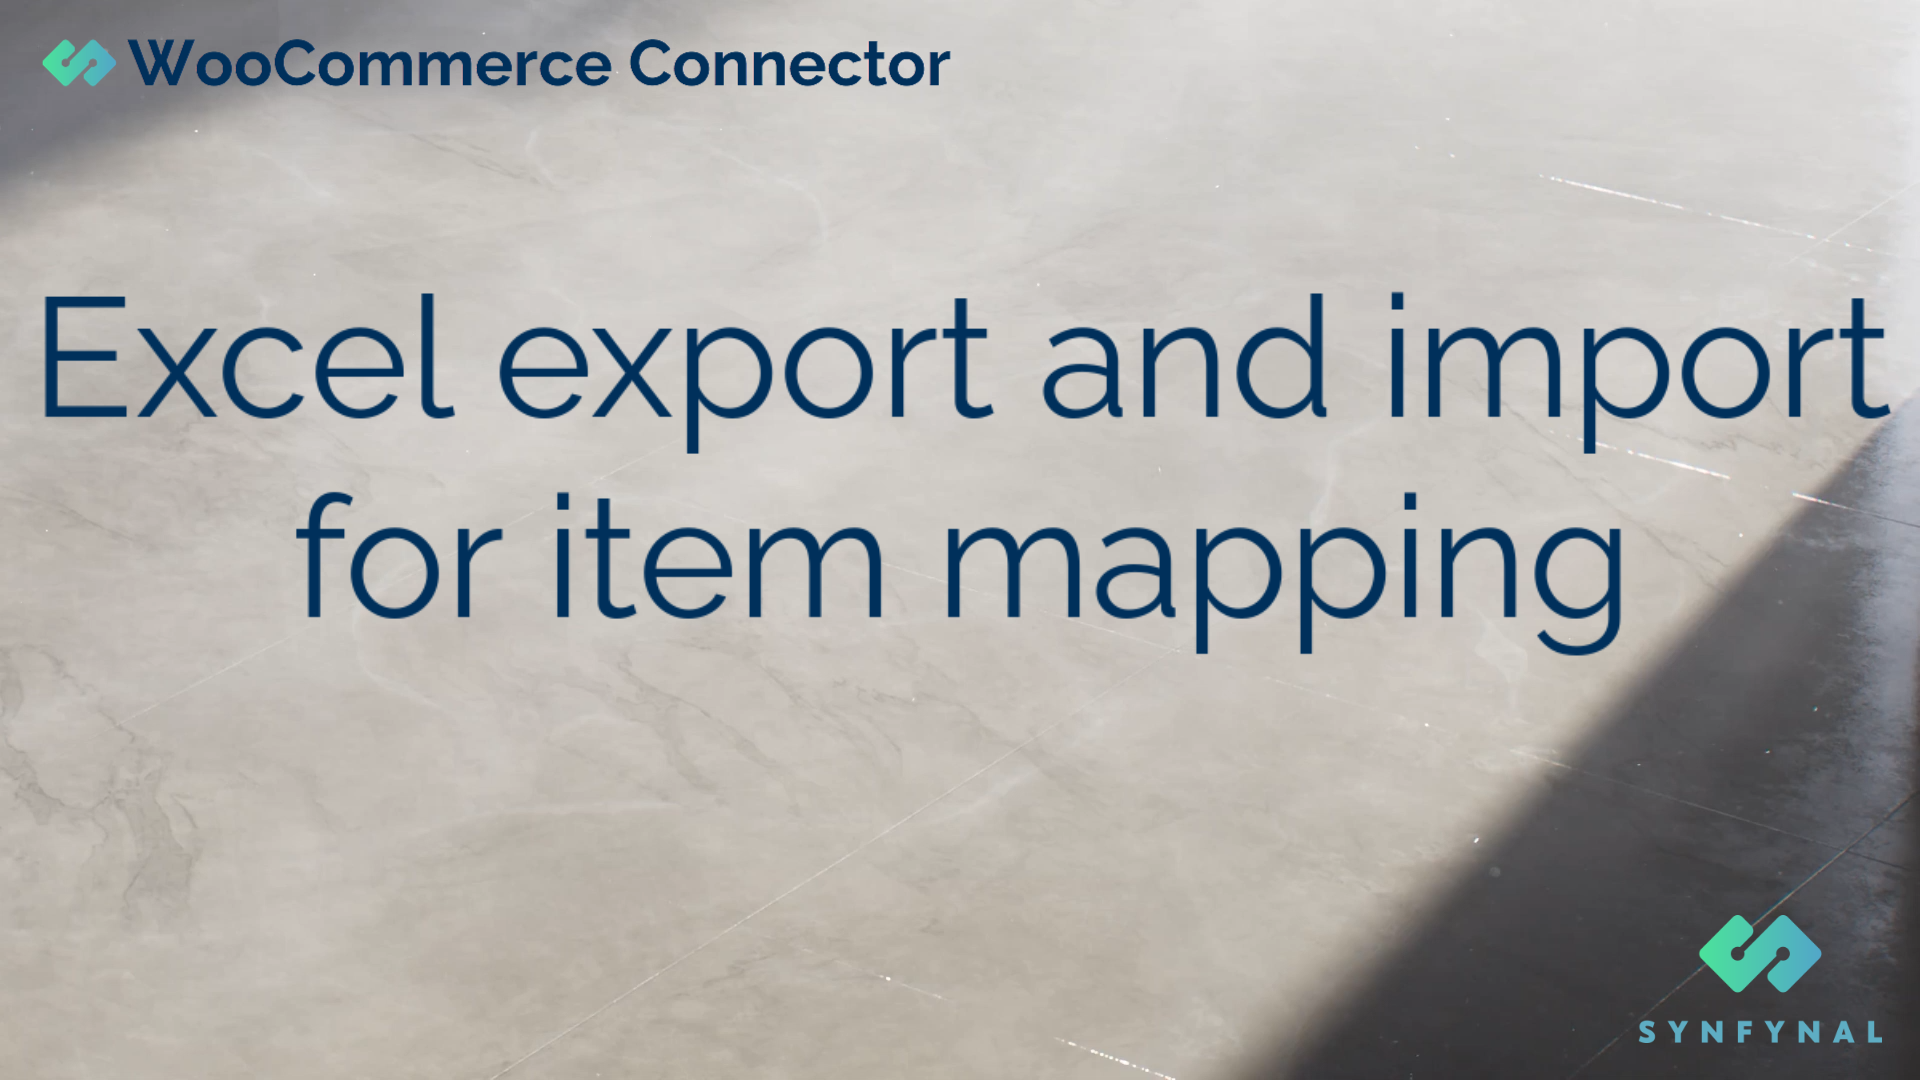 WooCommerce Connector
Excel export and import
for item mapping
SYNFYNAL